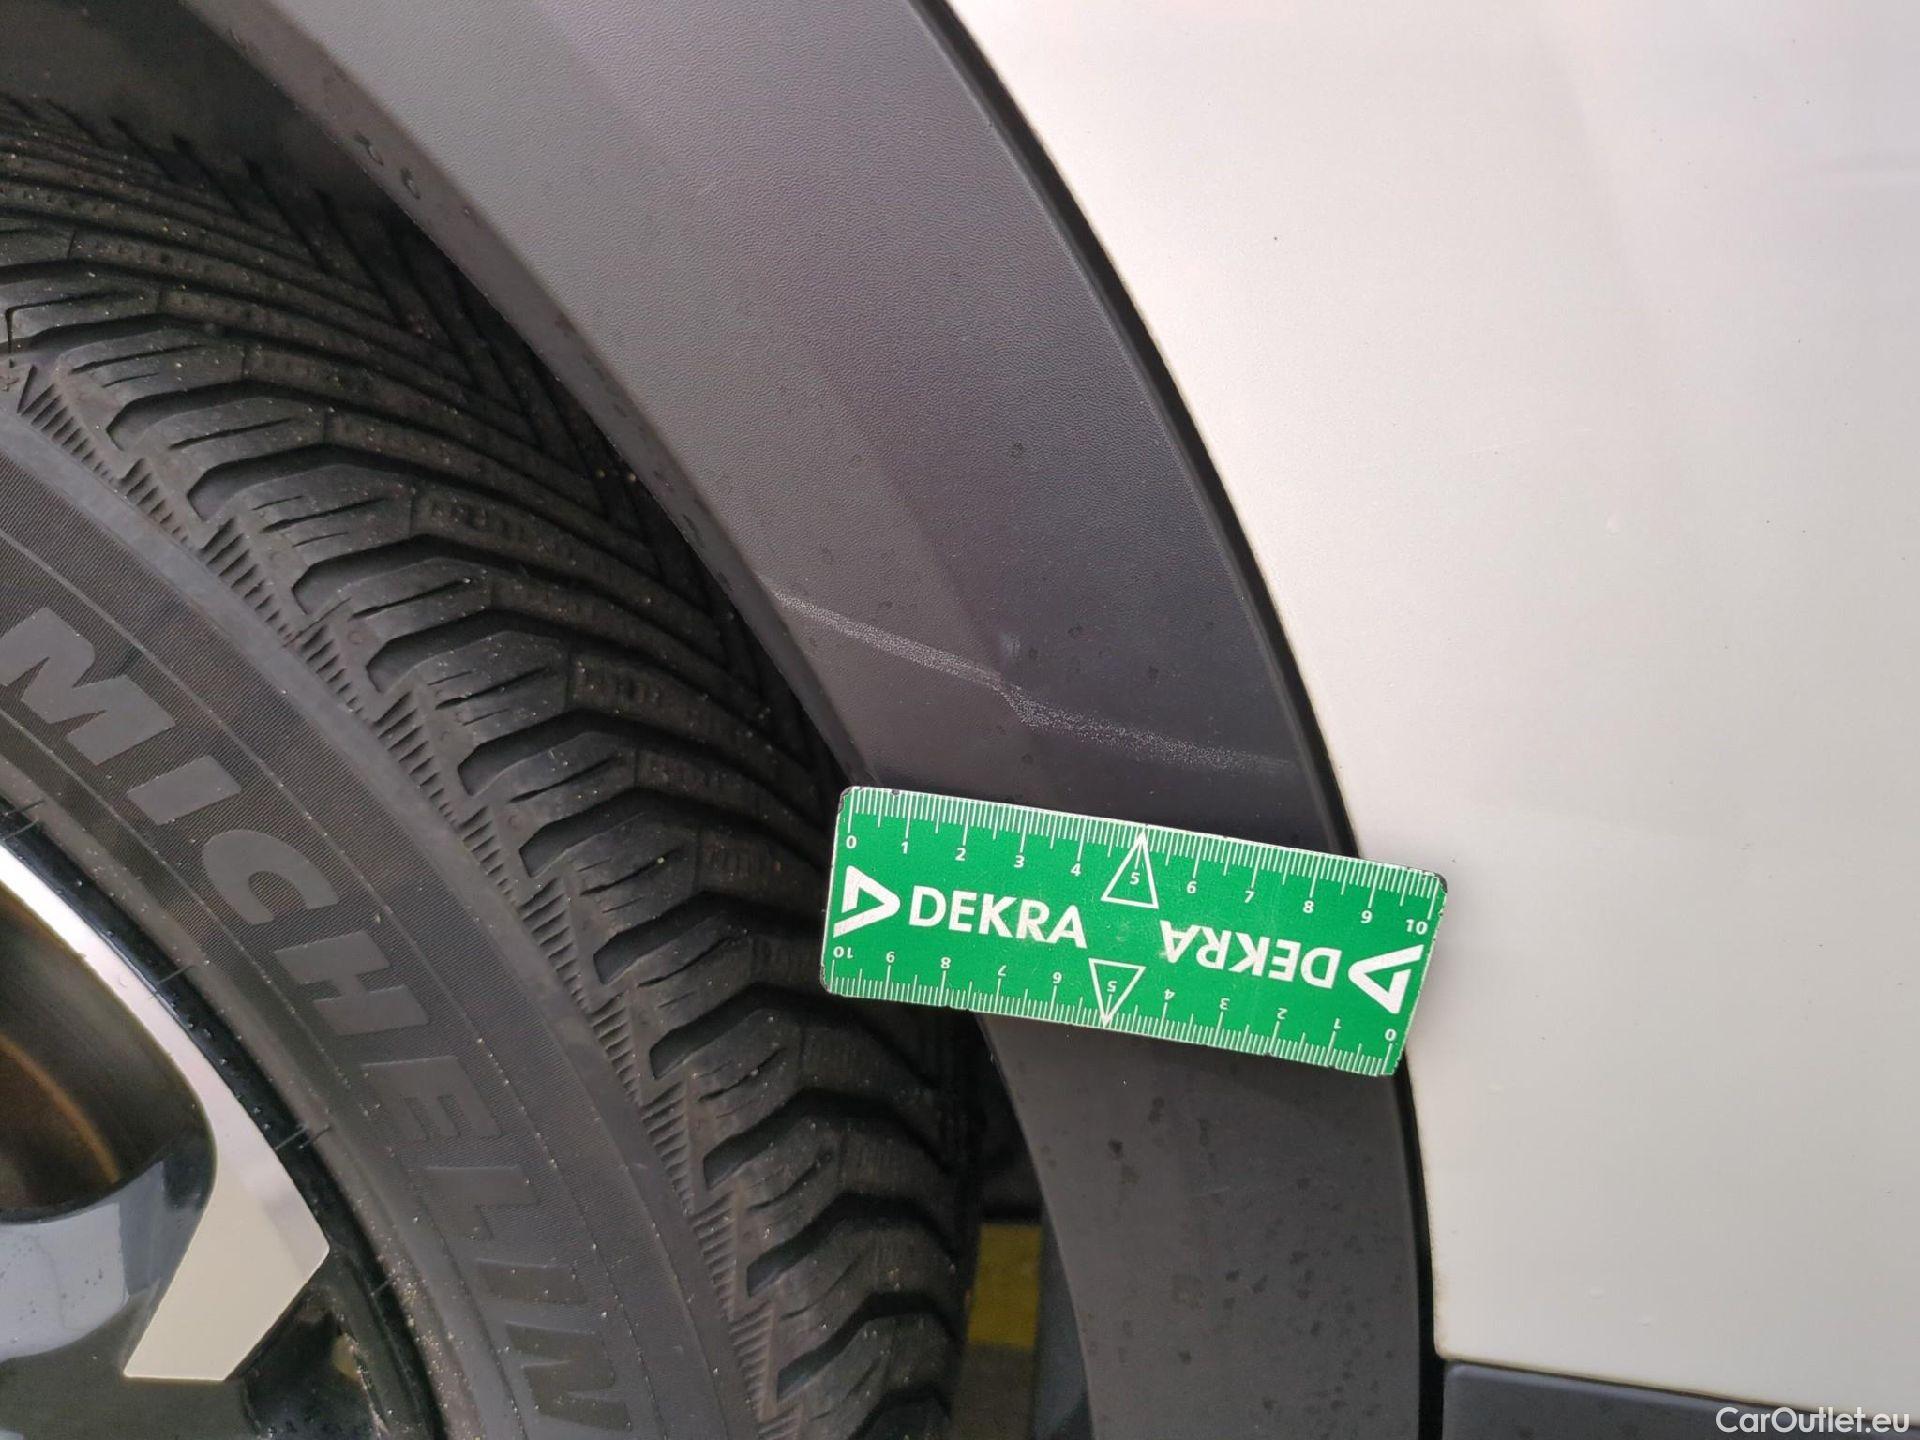 MICHELIN
0 1 2 3 4 5 6 7 8 9 10
DEKRA DEKRA
10 9 8 7 6 5 4 3 2 1 0
CarOutlet.eu